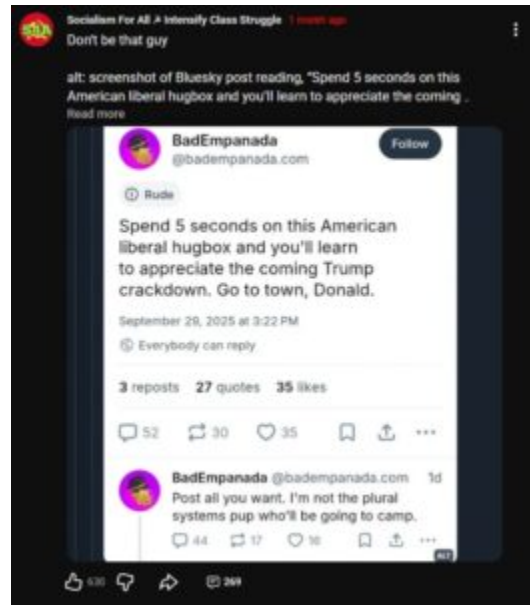 Socialism For All ☭ Intensify Class Struggle 1 month ago
Don't be that guy
alt: screenshot of Bluesky post reading, "Spend 5 seconds on this
American liberal hugbox and you'll learn to appreciate the coming .
Read more
BadEmpanada
@badempanada.com
Follow
Rude
Spend 5 seconds on this American
liberal hugbox and you'll learn
to appreciate the coming Trump
crackdown. Go to town, Donald.
September 29, 2025 at 3:22 PM
Everybody can reply
3 reposts 27 quotes 35 likes
52 30 35
BadEmpanada @badempanada.com 1d
Post all you want. I'm not the plural
systems pup who'll be going to camp.
44 17 16
ALT
630 269